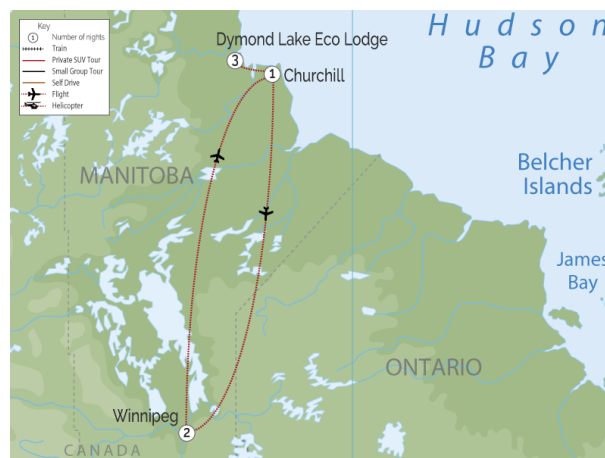 Key
1 Number of nights
Train
Private SUV Tour
Small Group Tour
Self Drive
Flight
Helicopter
Hudson
Bay
Dymond Lake Eco Lodge
3
1
Churchill
MANITOBA
Belcher
Islands
James
Bay
ONTARIO
Winnipeg
2
CANADA